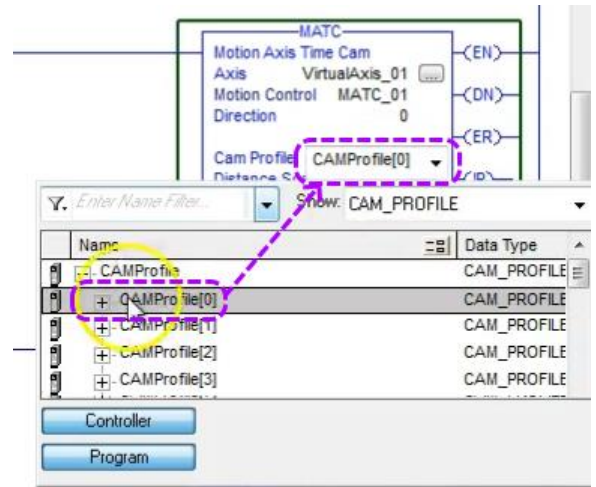 MATC
Motion Axis Time Cam
Axis VirtualAxis_01 ...
Motion Control MATC_01
Direction 0
Cam Profile CAMProfile[0]
Distance
EN
DN
ER
Enter Name Filter...
Show: CAM_PROFILE
Name Data Type
CAMProfile CAM_PROFILE
CAMProfile[0] CAM_PROFILE
CAMProfile[1] CAM_PROFILE
CAMProfile[2] CAM_PROFILE
CAMProfile[3] CAM_PROFILE
Controller
Program